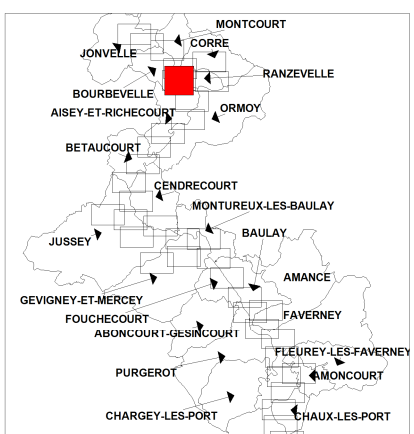 MONTCOURT
CORRE
JONVELLE
RANZEVELLE
BOURBEVELLE
ORMOY
AISEY-ET-RICHECOURT
BETAUCOURT
CENDRECOURT
MONTUREUX-LES-BAULAY
BAULAY
JUSSEY
AMANCE
GEVIGNEY-ET-MERCEY
FAVERNEY
FOUCHECOURT
ABONCOURT-GESINCOURT
FLEUREY-LES-FAVERNEY
PURGEROT
AMONCOURT
CHARGEY-LES-PORT
CHAUX-LES-PORT